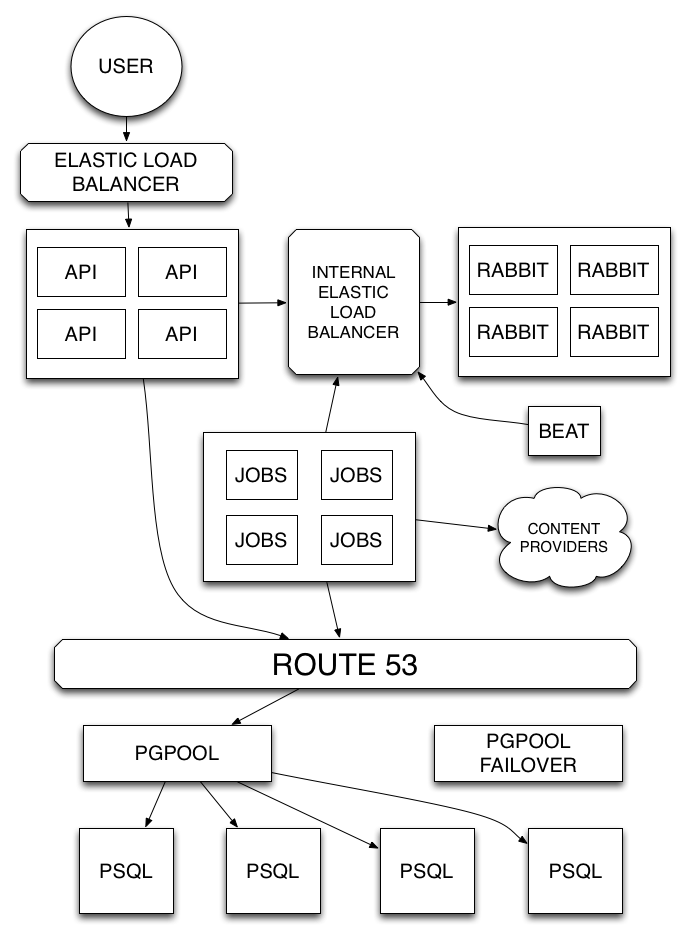 USER
ELASTIC LOAD
BALANCER
API
API
API
API
INTERNAL
ELASTIC
LOAD
BALANCER
RABBIT
RABBIT
RABBIT
RABBIT
BEAT
JOBS
JOBS
JOBS
JOBS
CONTENT
PROVIDERS
ROUTE 53
PGPOOL
PGPOOL
FAILOVER
PSQL
PSQL
PSQL
PSQL